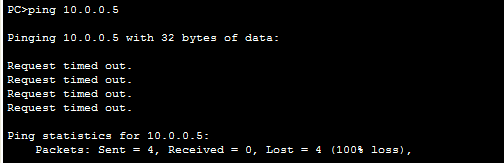 PC>ping 10.0.0.5
Pinging 10.0.0.5 with 32 bytes of data:
Request timed out.
Request timed out.
Request timed out.
Request timed out.
Ping statistics for 10.0.0.5:
Packets: Sent = 4, Received = 0, Lost = 4 (100% loss),